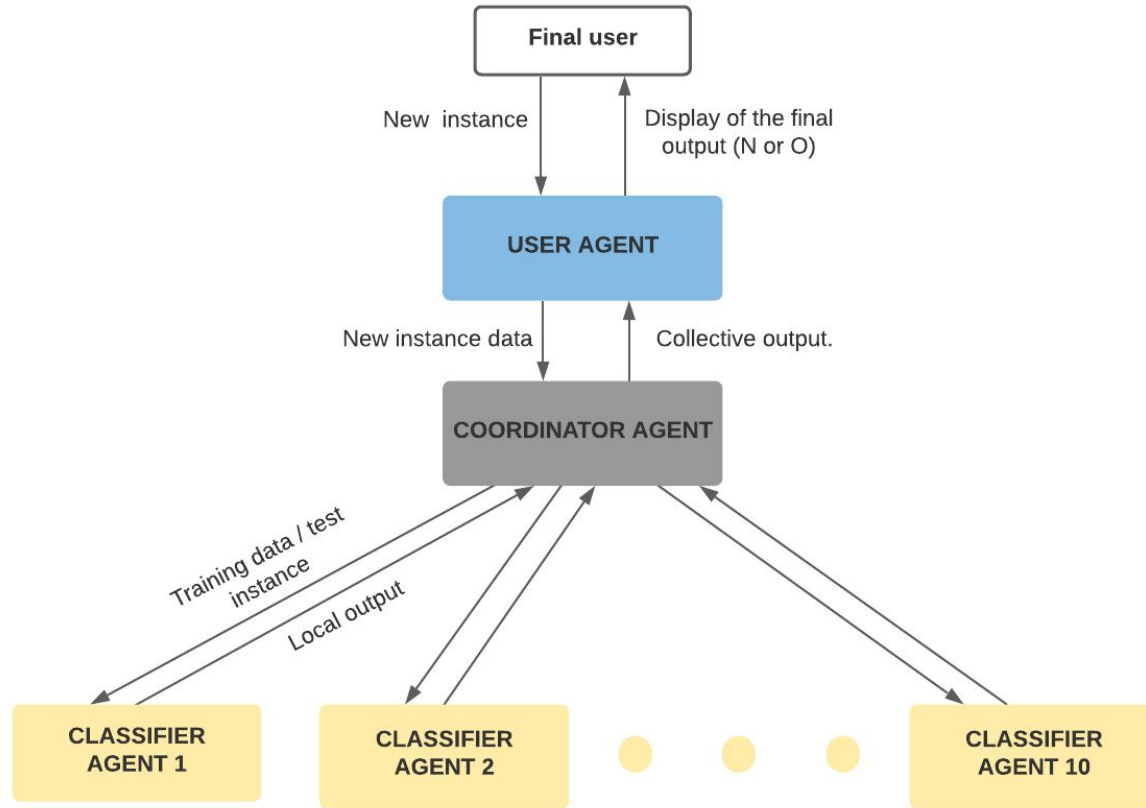 Final user
New instance
Display of the final
output (N or O)
USER AGENT
New instance data
Collective output.
COORDINATOR AGENT
Training data / test
instance
Local output
CLASSIFIER
AGENT 1
CLASSIFIER
AGENT 2
CLASSIFIER
AGENT 10